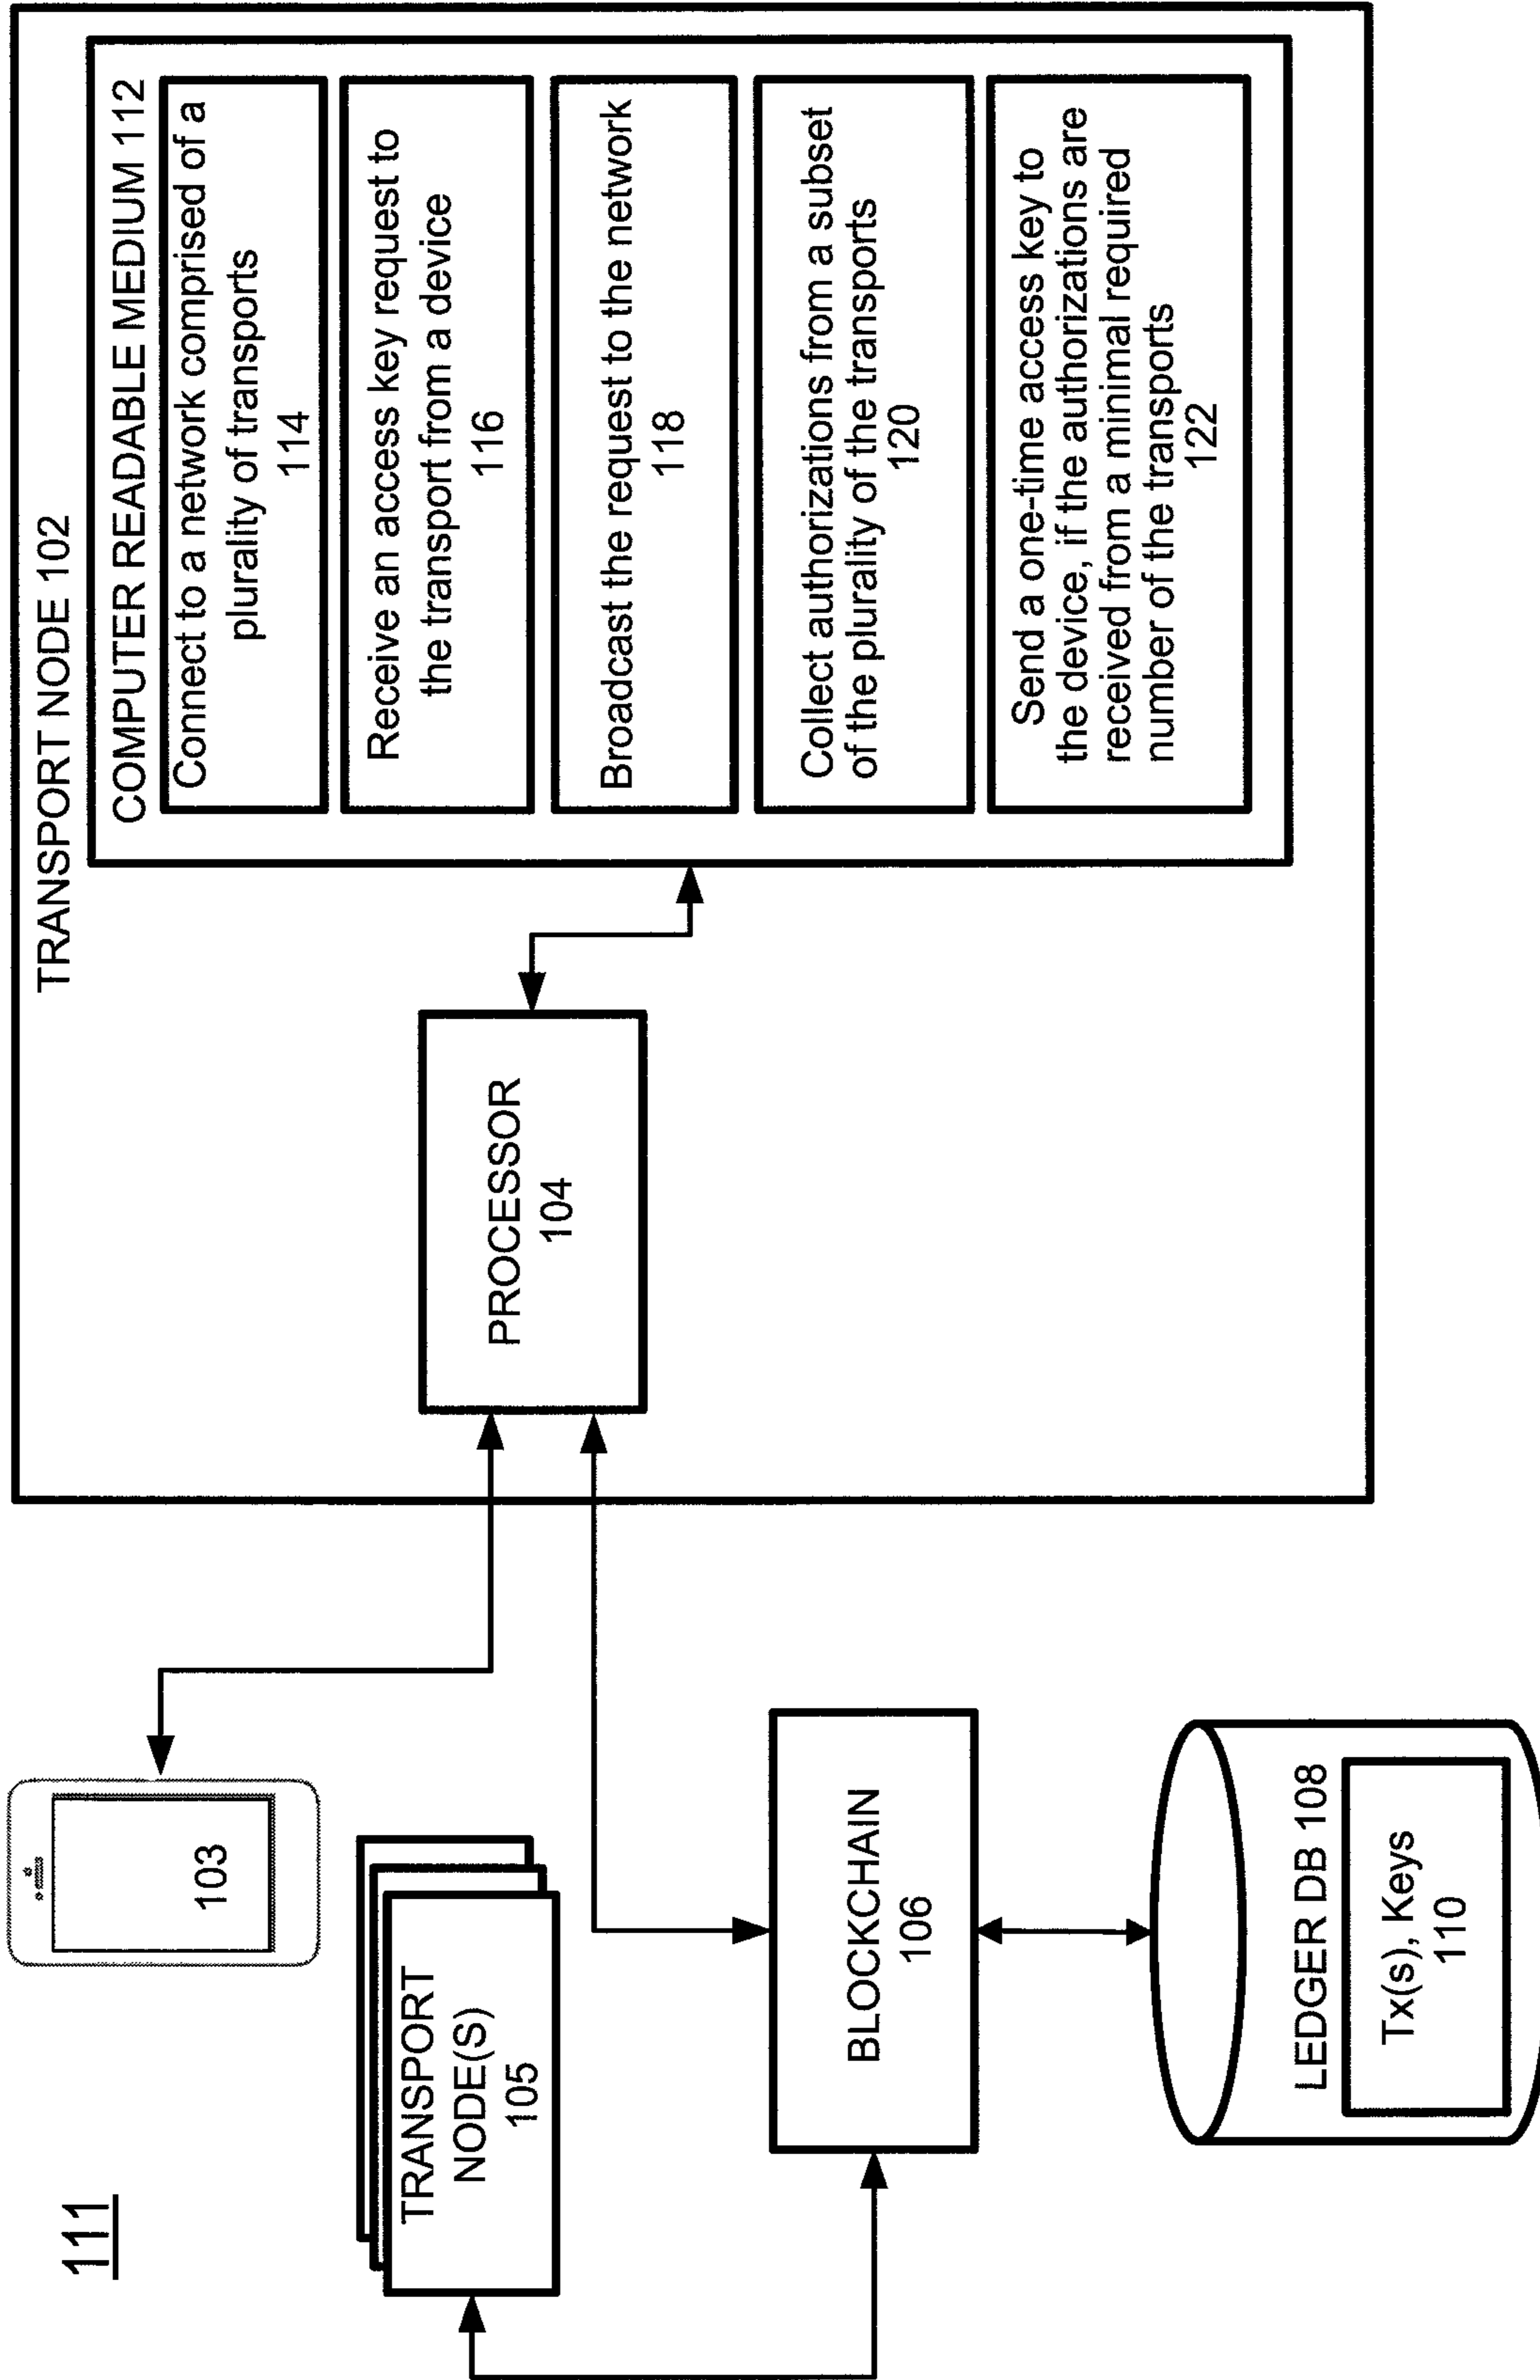 111
103
TRANSPORT
NODE(S)
105
BLOCKCHAIN
106
LEDGER DB 108
Tx(s), Keys
110
TRANSPORT NODE 102
PROCESSOR
104
COMPUTER READABLE MEDIUM 112
Connect to a network comprised of a
plurality of transports
114
Receive an access key request to
the transport from a device
116
Broadcast the request to the network
118
Collect authorizations from a subset
of the plurality of the transports
120
Send a one-time access key to
the device, if the authorizations are
received from a minimal required
number of the transports
122